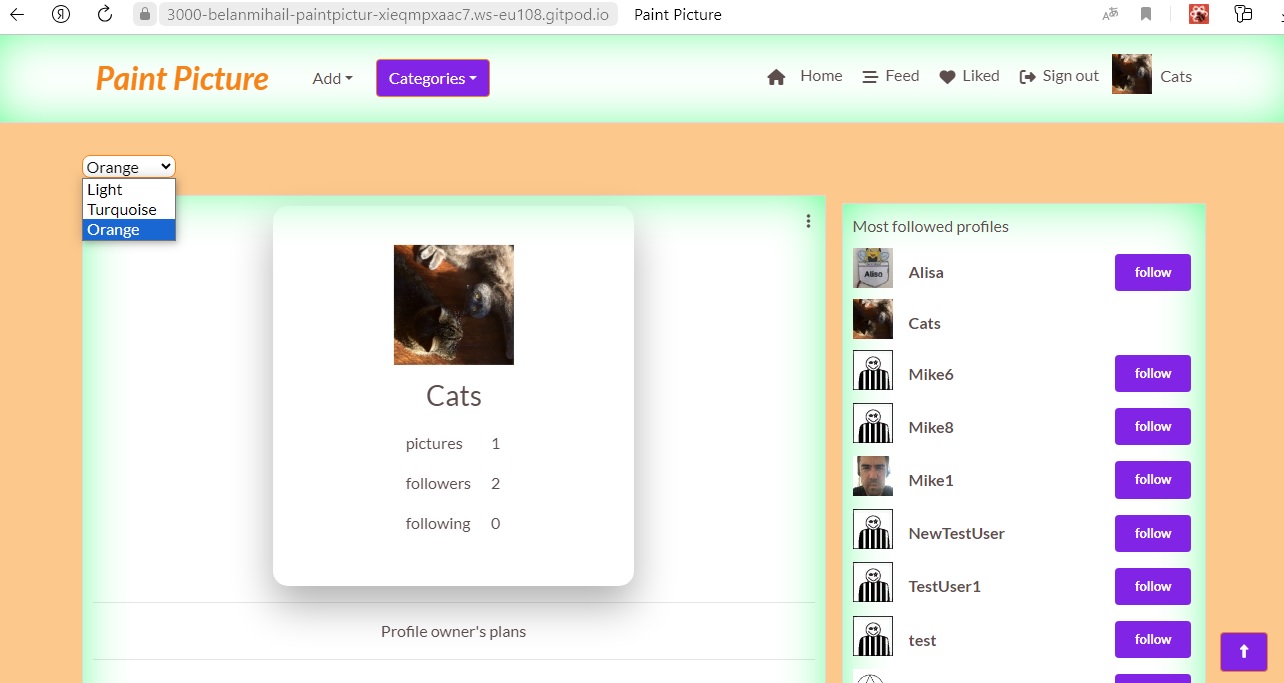 3000-belanmihail-paintpictur-xieqmpxaac7.ws-eu108.gitpod.io Paint Picture
Paint Picture Add Categories Home Feed Liked Sign out Cats
Orange
Light
Turquoise
Orange
Cats
pictures 1
followers 2
following 0
Profile owner's plans
Most followed profiles
Alisa follow
Cats
Mike6 follow
Mike8 follow
Mike1 follow
NewTestUser follow
TestUser1 follow
test follow